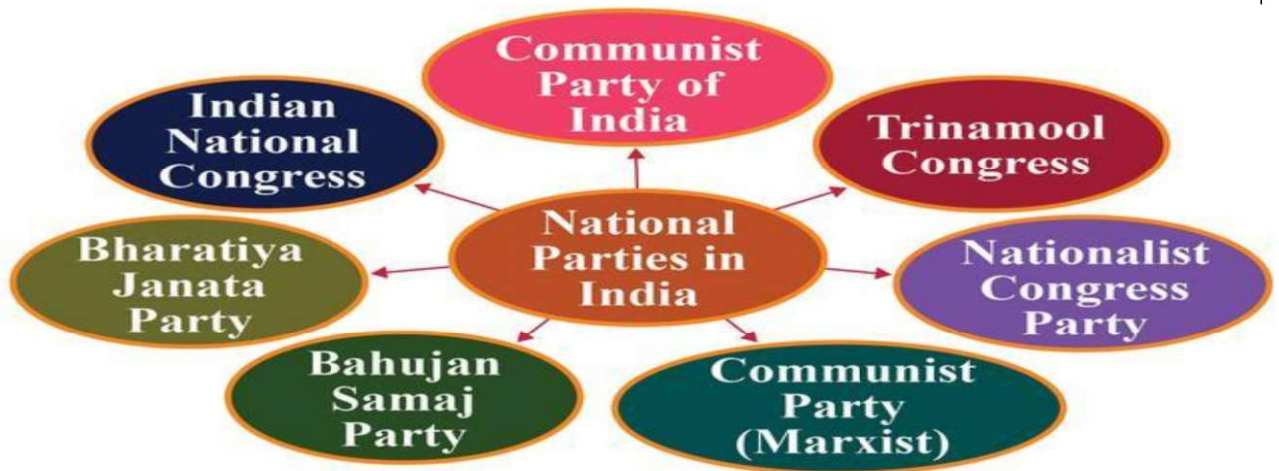 Communist
Party of
India
Indian
National
Congress
Trinamool
Congress
National
Parties in
India
Bharatiya
Janata
Party
Nationalist
Congress
Party
Bahujan
Samaj
Party
Communist
Party
(Marxist)